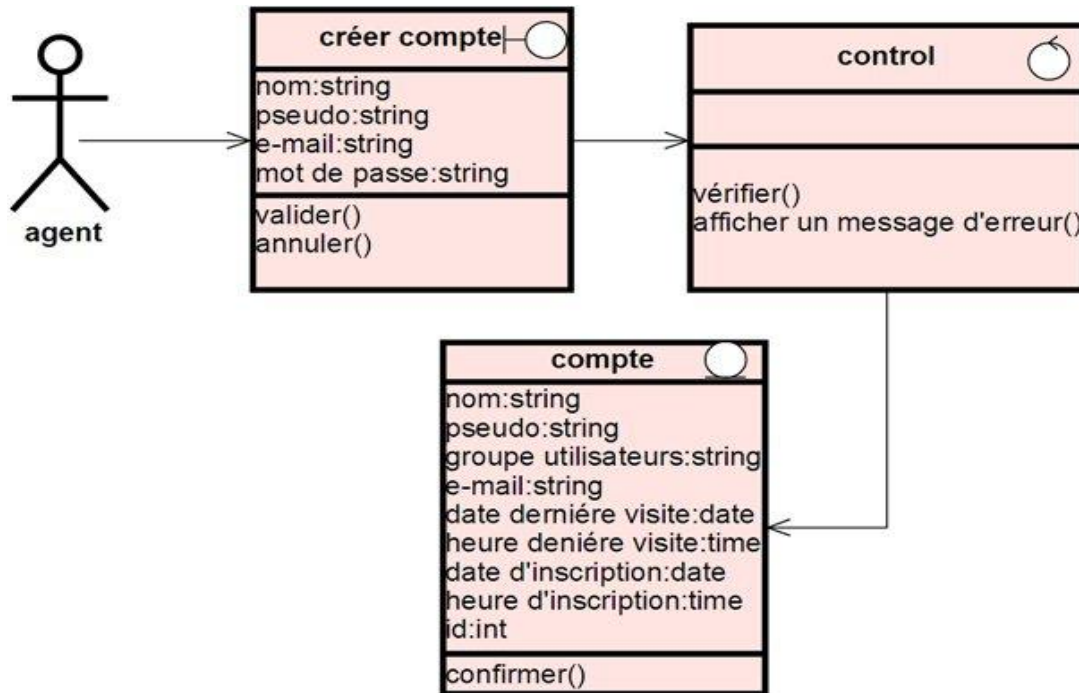 créer compte
nom:string
pseudo:string
e-mail:string
mot de passe:string
valider()
annuler()
agent
control
vérifier()
afficher un message d'erreur()
compte
nom:string
pseudo:string
groupe utilisateurs:string
e-mail:string
date derniére visite:date
heure deniére visite:time
date d'inscription:date
heure d'inscription:time
id:int
confirmer()